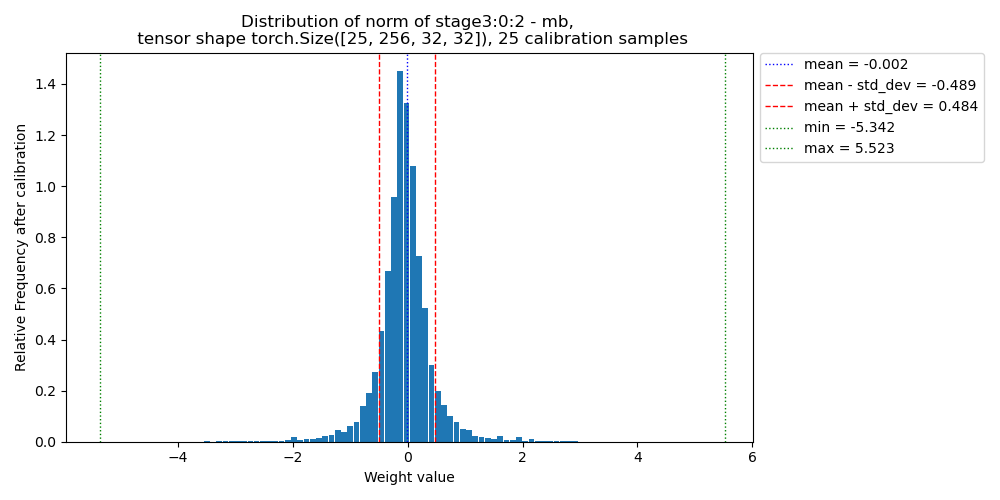 Distribution of norm of stage3:0:2 - mb,
tensor shape torch.Size([25, 256, 32, 32]), 25 calibration samples
mean = -0.002
mean - std_dev = -0.489
mean + std_dev = 0.484
min = -5.342
max = 5.523
Relative Frequency after calibration
1.4
1.2
1.0
0.8
0.6
0.4
0.2
0.0
−4 −2 0 2 4 6
Weight value